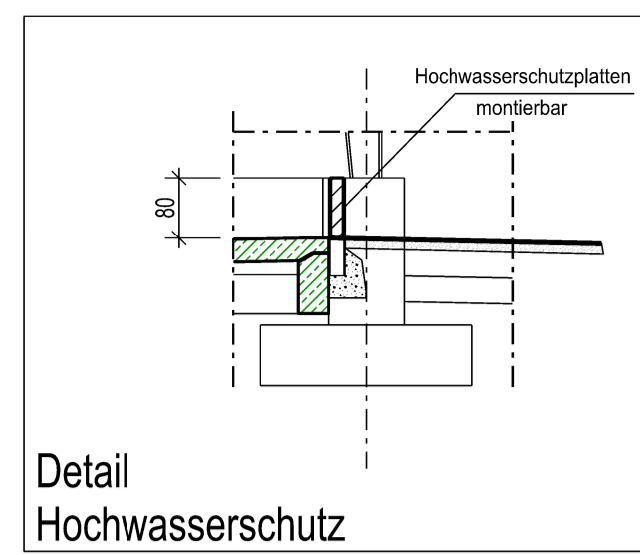 Hochwasserschutzplatten
montierbar
80
Detail
Hochwasserschutz